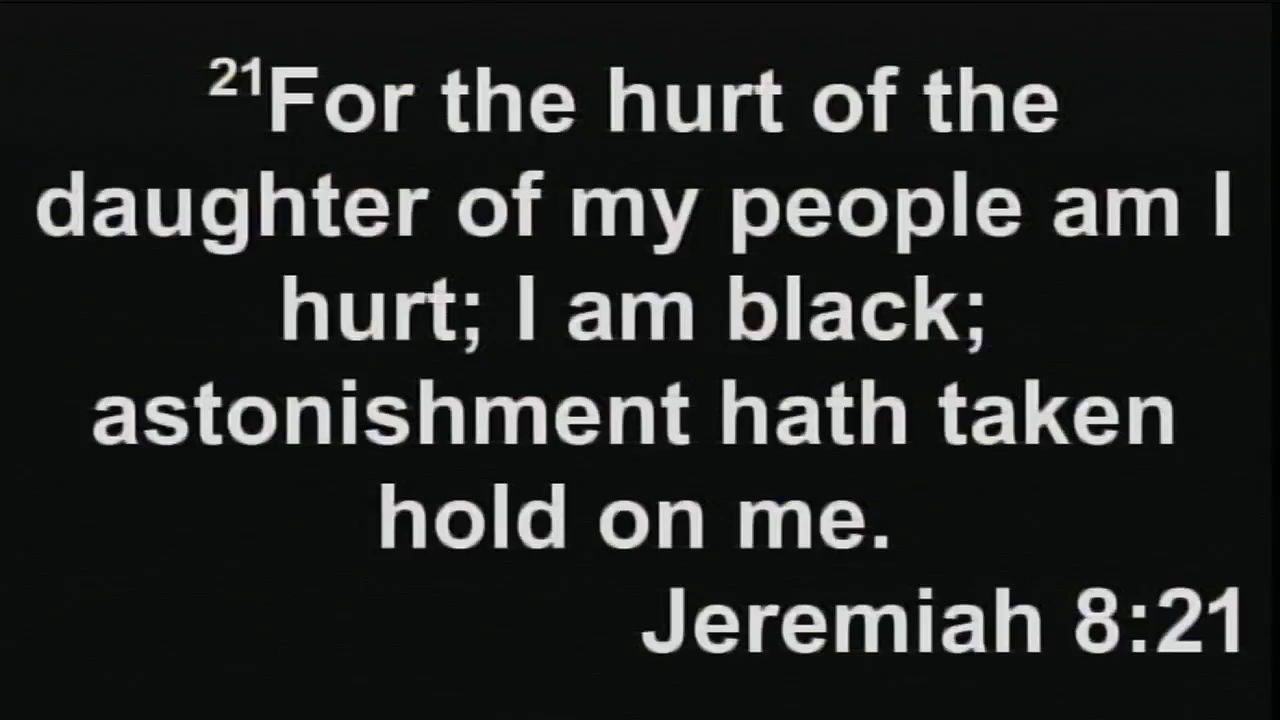 21For the hurt of the
daughter of my people am I
hurt; I am black;
astonishment hath taken
hold on me.
Jeremiah 8:21